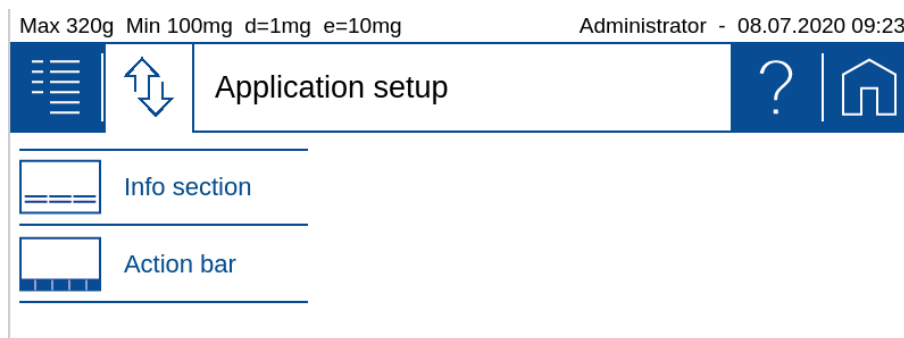 Max 320g Min 100mg d=1mg e=10mg Administrator - 08.07.2020 09:23
Application setup ?
Info section
Action bar